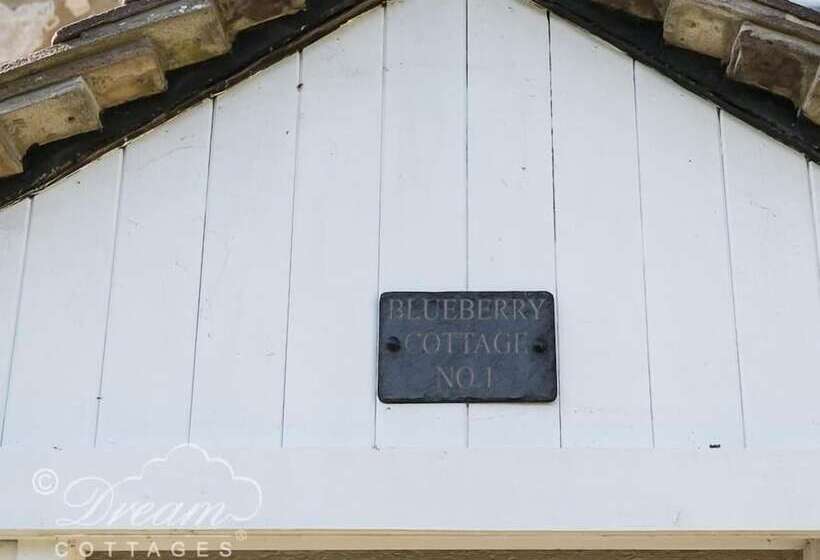 BLUEBERRY
COTTAGE
NO.1
© Dream®
COTTAGES